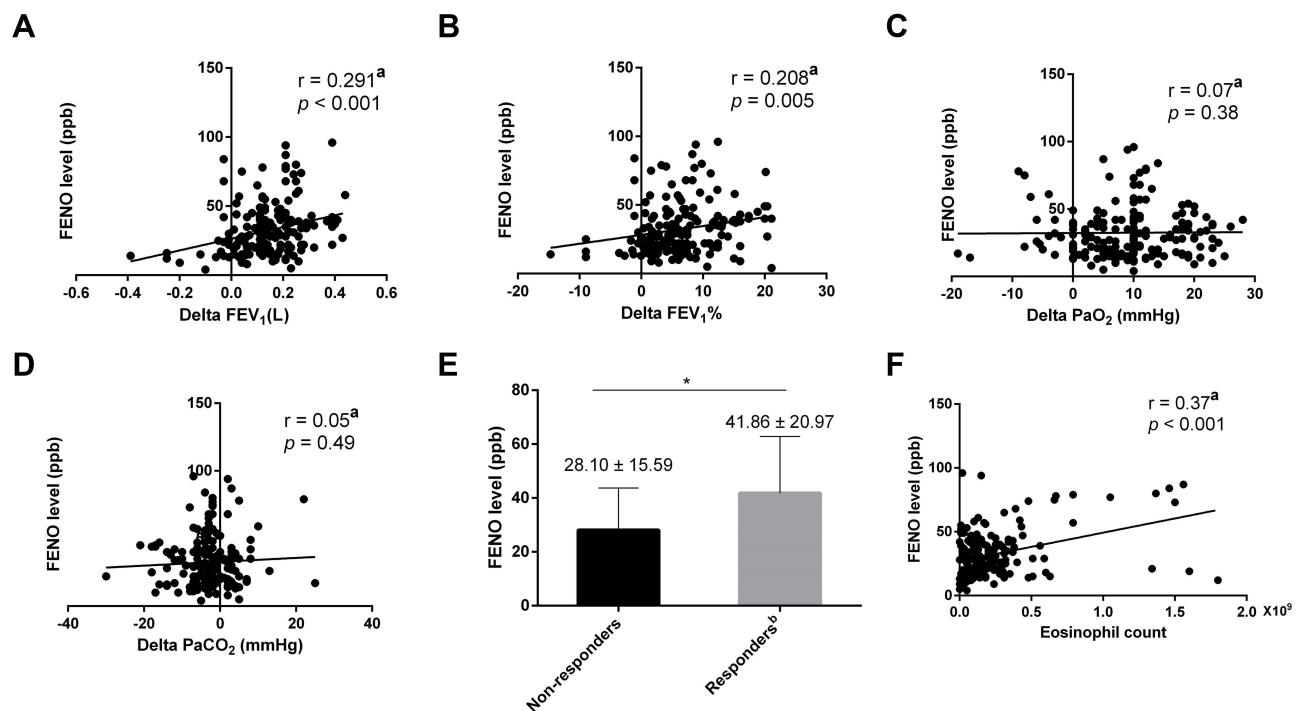 A
r = 0.291a
p < 0.001
FENO level (ppb)
150
100
50
-0.6 -0.4 -0.2 0.0 0.2 0.4 0.6
Delta FEV1(L)
B
r = 0.208a
p = 0.005
FENO level (ppb)
150
100
50
-20 -10 0 10 20 30
Delta FEV1%
C
r = 0.07a
p = 0.38
FENO level (ppb)
150
100
50
-20 -10 0 10 20 30
Delta PaO2 (mmHg)
D
r = 0.05a
p = 0.49
FENO level (ppb)
150
100
50
-40 -20 0 20 40
Delta PaCO2 (mmHg)
E
*
41.86 ± 20.97
28.10 ± 15.59
FENO level (ppb)
80
60
40
20
0
Non-responders
Respondersb
F
r = 0.37a
p < 0.001
FENO level (ppb)
150
100
50
0
0.0 0.5 1.0 1.5 2.0 X109
Eosinophil count